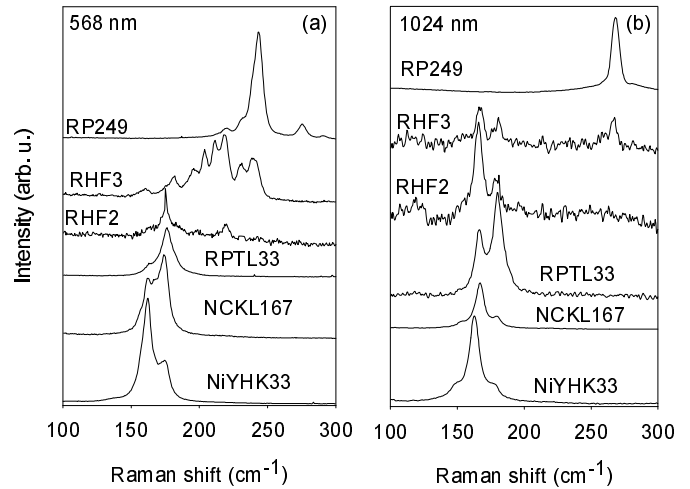 568 nm
(a)
RP249
RHF3
RHF2
RPTL33
NCKL167
NiYHK33
100
150
200
250
300
Raman shift (cm-1)
Intensity (arb. u.)
1024 nm
(b)
RP249
RHF3
RHF2
RPTL33
NCKL167
NiYHK33
100
150
200
250
300
Raman shift (cm-1)